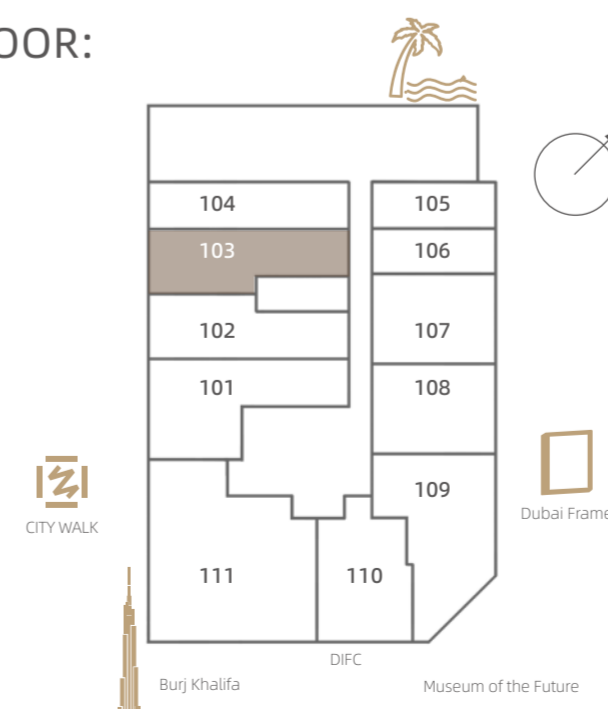 OOR:
104
105
103
106
102
107
101
108
109
CITY WALK
Dubai Frame
111
110
DIFC
Burj Khalifa
Museum of the Future